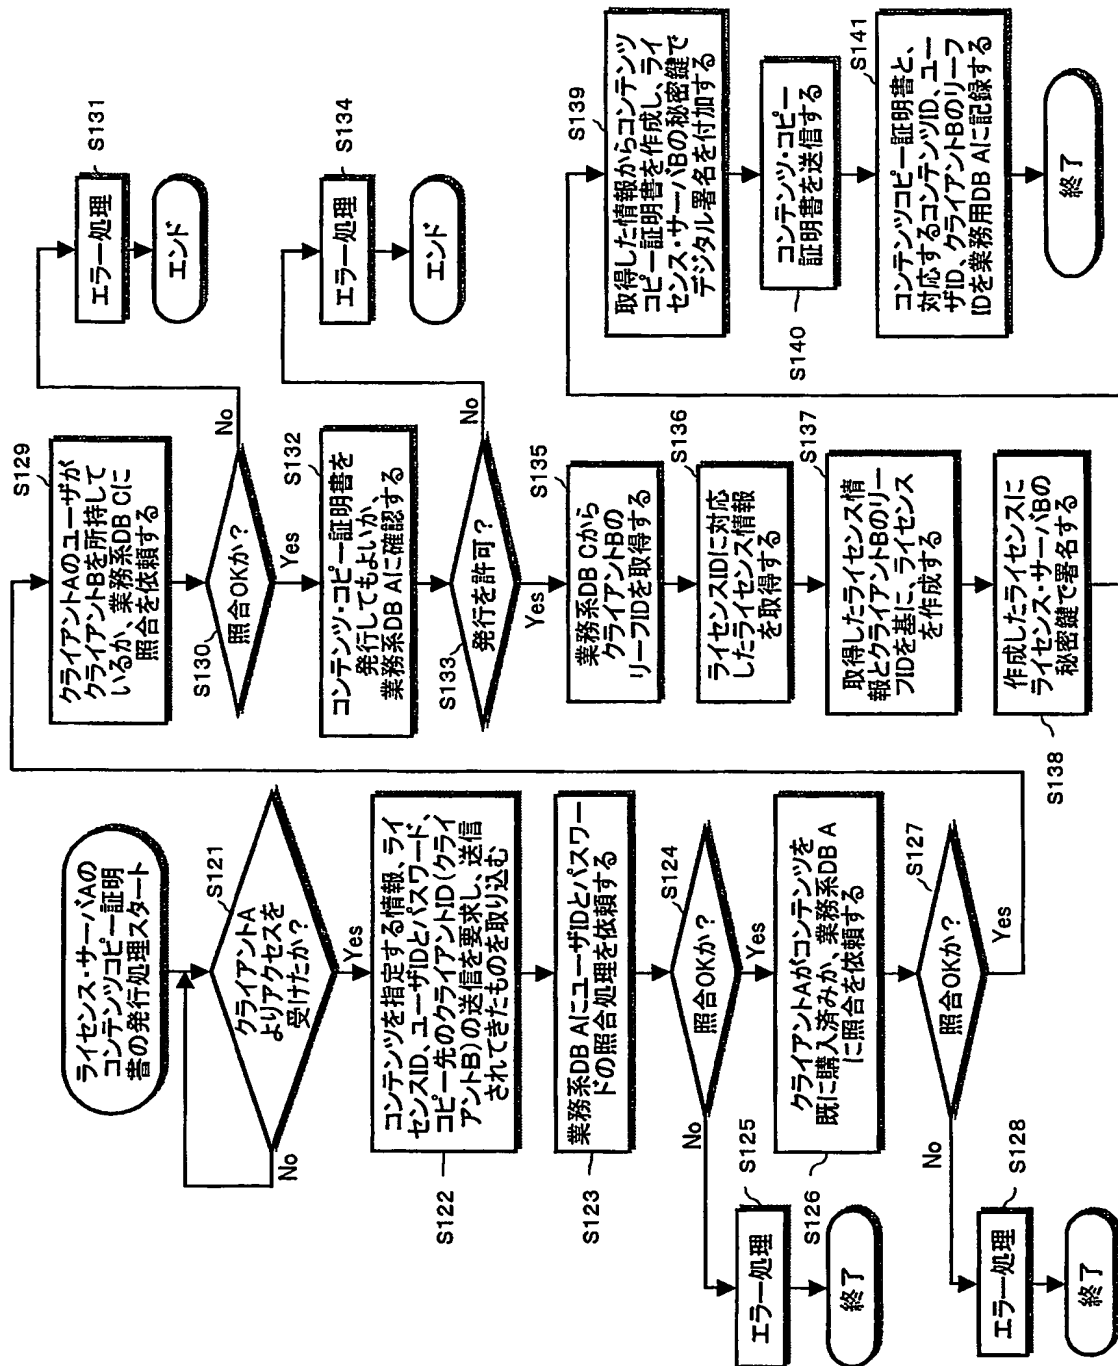 ライセンス・サーバAの
コンテンツコピー証明
書の発行処理スタート
S121
クライアントA
よりアクセスを
受けたか?
No
Yes
コンテンツを指定する情報、ライ
センスID、ユーザIDとパスワード、
コピー先のクライアントID(クライ
アントB)の送信を要求し、送信
されてきたものを取り込む
S122
業務系DB AにユーザIDとパスワー
ドの照合処理を依頼する
S123
S124
照合OKか?
No
Yes
S125
エラー処理
終了
クライアントAがコンテンツを
既に購入済みか、業務系DB A
に照合を依頼する
S126
S127
照合OKか?
No
Yes
S128
エラー処理
終了
S129
クライアントAのユーザが
クライアントBを所持して
いるか、業務系DB Cに
照合を依頼する
S130
照合OKか?
No
Yes
S131
エラー処理
エンド
S132
コンテンツ・コピー証明書を
発行してもよいか、
業務系DB Aに確認する
S133
発行を許可?
No
Yes
S134
エラー処理
エンド
S135
業務系DB Cから
クライアントBの
リーフIDを取得する
S136
ライセンスIDに対応
したライセンス情報
を取得する
S137
取得したライセンス情
報とクライアントBのリー
フIDを基に、ライセンス
を作成する
作成したライセンスに
ライセンス・サーバBの
秘密鍵で署名する
S138
S139
取得した情報からコンテンツ
コピー証明書を作成し、ライ
センス・サーバBの秘密鍵で
デジタル署名を付加する
コンテンツ・コピー
証明書を送信する
S140
S141
コンテンツコピー証明書と、
対応するコンテンツID、ユー
ザID、クライアントBのリーフ
IDを業務用DB Aに記録する
終了